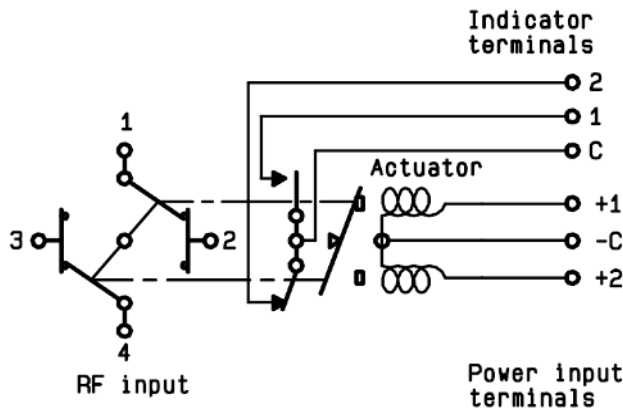 Indicator
terminals
2
1
C
1
Actuator
+1
3
2
-C
+2
4
RF input
Power input
terminals